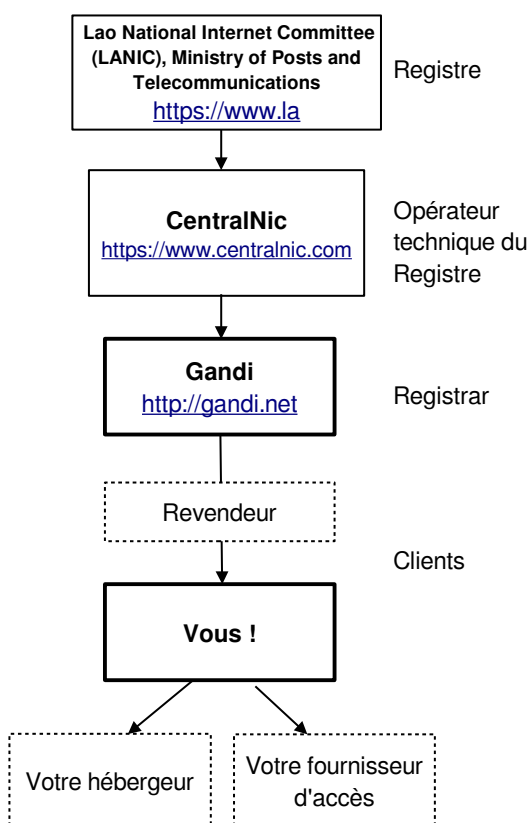 Lao National Internet Committee
(LANIC), Ministry of Posts and
Telecommunications
https://www.la
Registre
CentralNic
https://www.centralnic.com
Opérateur
technique du
Registre
Gandi
http://gandi.net
Registrar
Revendeur
Clients
Vous !
Votre hébergeur
Votre fournisseur
d'accès